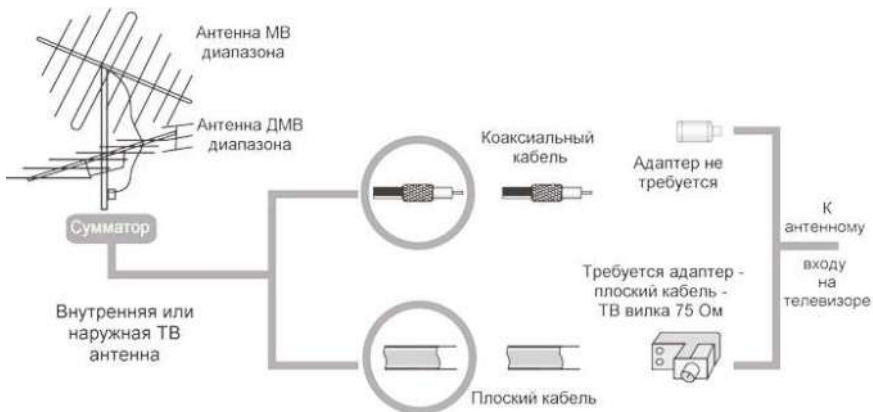 Антенна МВ
диапазона
Антенна ДМВ
диапазона
Сумматор
Внутренняя или
наружная ТВ
антенна
Коаксиальный
кабель
Адаптер не
требуется
Требуется адаптер -
плоский кабель -
ТВ вилка 75 Ом
Плоский кабель
К
антенному
входу
на
телевизоре